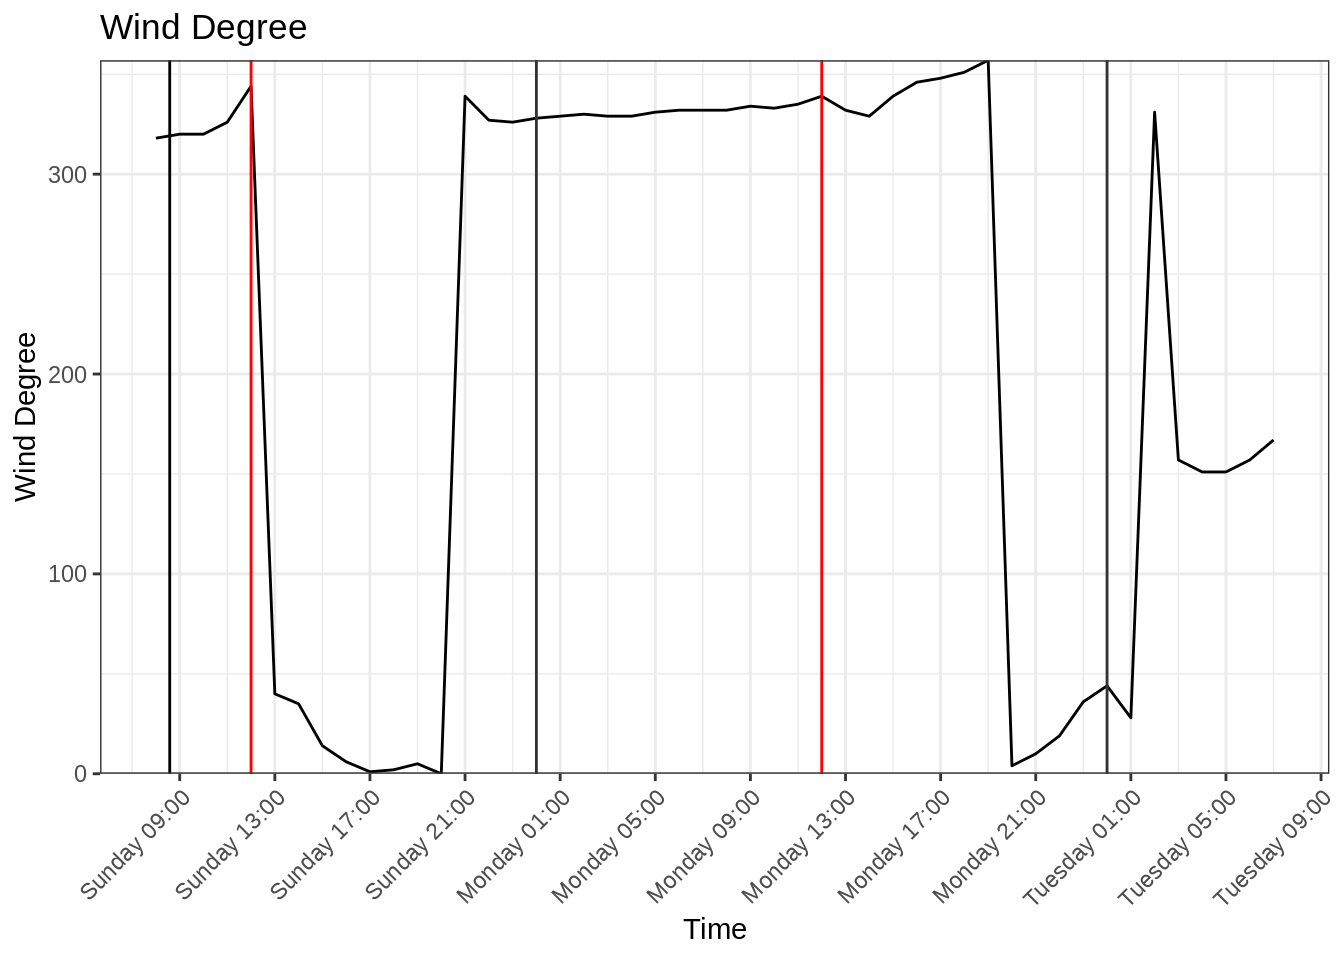 Wind Degree
Wind Degree
300
200
100
0
Sunday 09:00
Sunday 13:00
Sunday 17:00
Sunday 21:00
Monday 01:00
Monday 05:00
Monday 09:00
Monday 13:00
Monday 17:00
Monday 21:00
Tuesday 01:00
Tuesday 05:00
Tuesday 09:00
Time